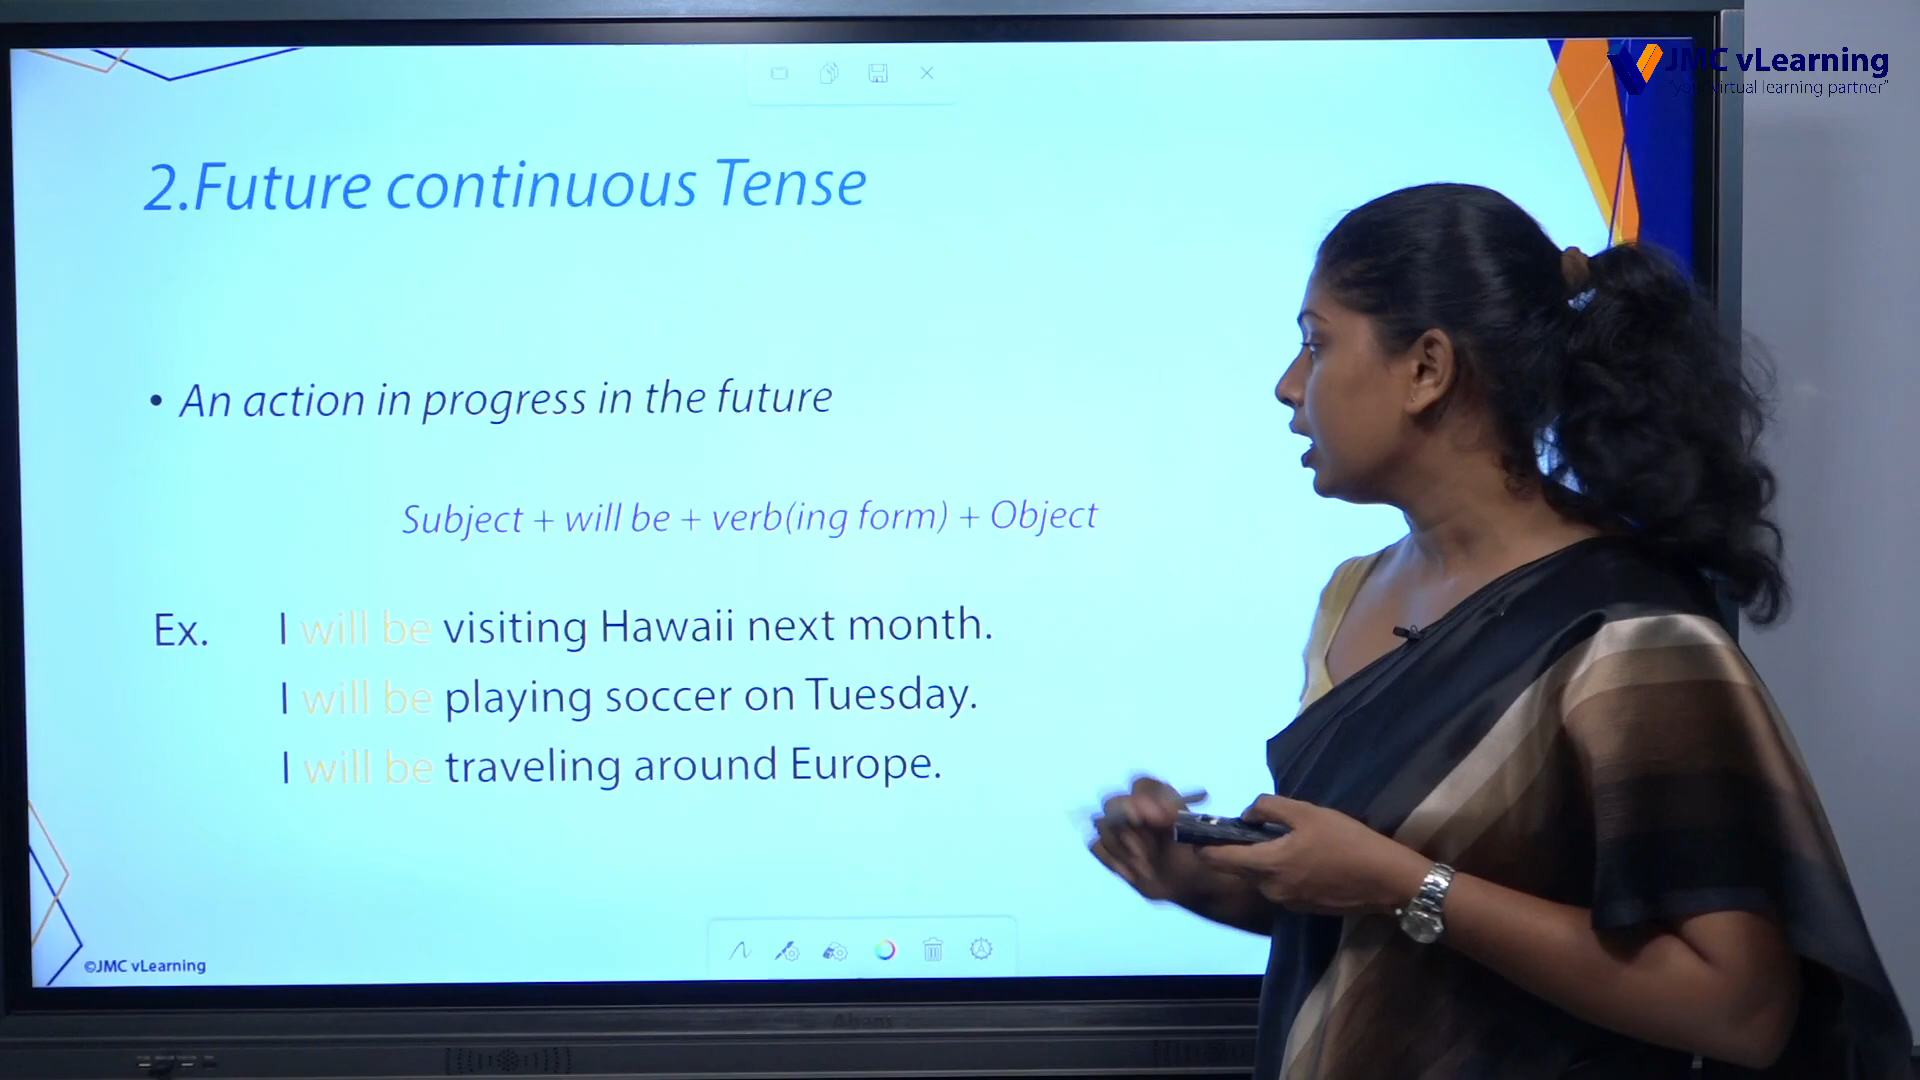 JMC vLearning
"your virtual learning partner"
2.Future continuous Tense
• An action in progress in the future
Subject + will be + verb(ing form) + Object
Ex. I will be visiting Hawaii next month.
I will be playing soccer on Tuesday.
I will be traveling around Europe.
©JMC vLearning
Abans